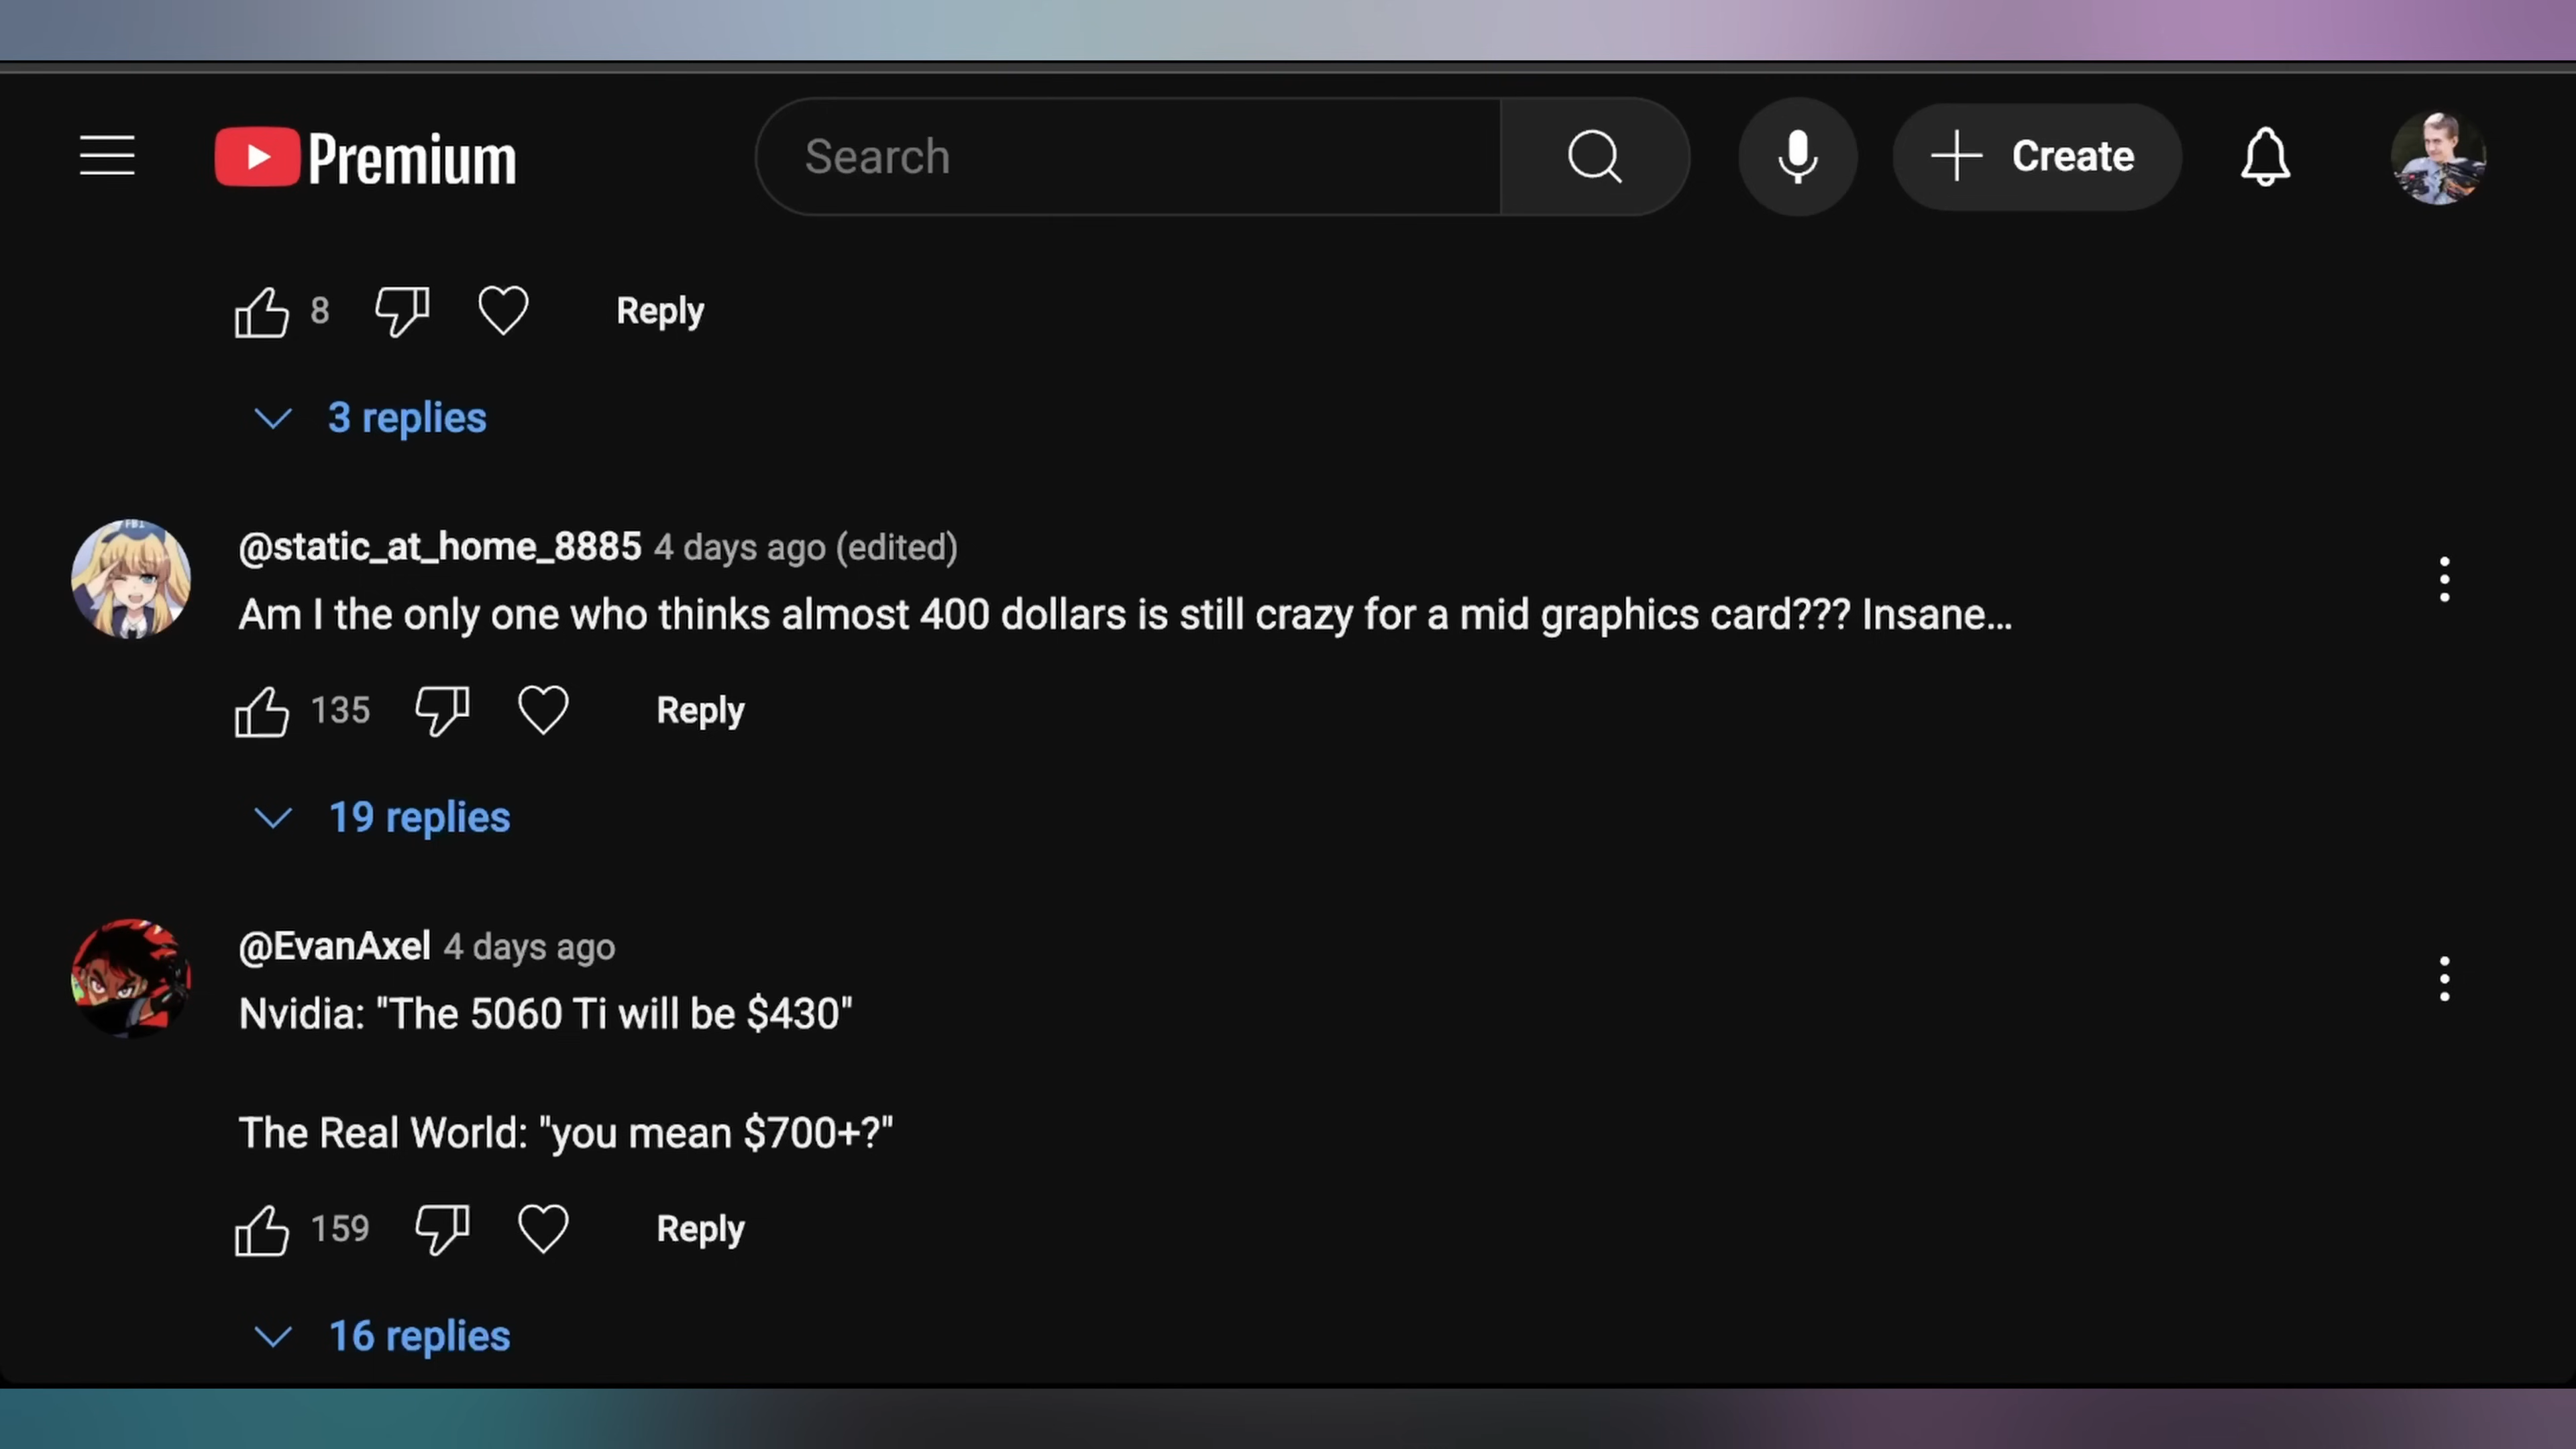 Premium
Search
Create
8
Reply
3 replies
FBI
@static_at_home_8885 4 days ago (edited)
Am I the only one who thinks almost 400 dollars is still crazy for a mid graphics card??? Insane...
135
Reply
19 replies
@EvanAxel 4 days ago
Nvidia: "The 5060 Ti will be $430"
The Real World: "you mean $700+?"
159
Reply
16 replies